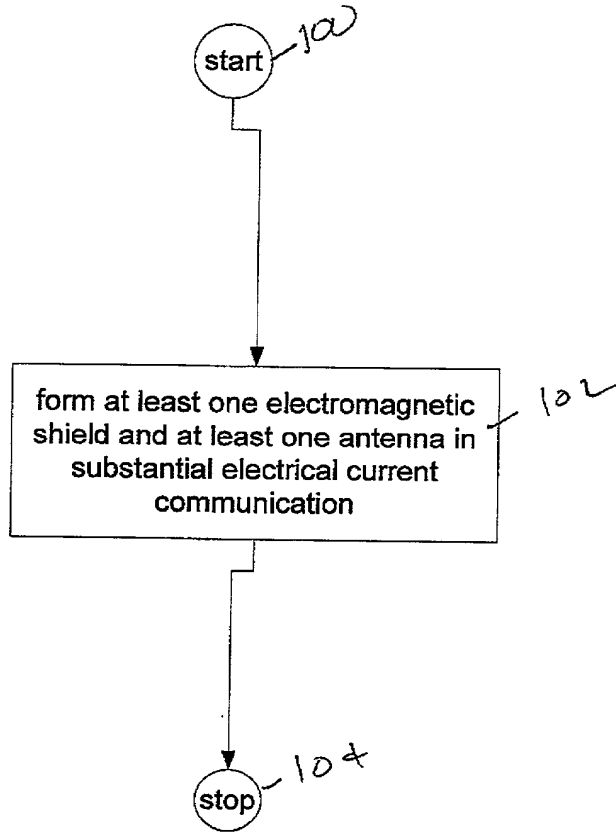 start
100
form at least one electromagnetic
shield and at least one antenna in
substantial electrical current
communication
102
stop
104